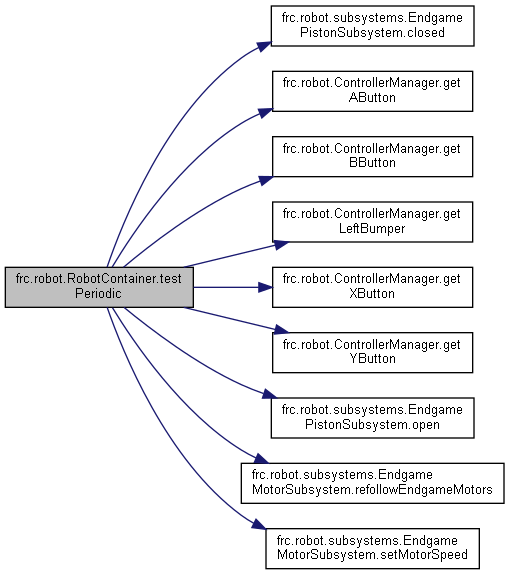 frc.robot.subsystems.Endgame
PistonSubsystem.closed
frc.robot.ControllerManager.get
AButton
frc.robot.ControllerManager.get
BButton
frc.robot.ControllerManager.get
LeftBumper
frc.robot.RobotContainer.test
Periodic
frc.robot.ControllerManager.get
XButton
frc.robot.ControllerManager.get
YButton
frc.robot.subsystems.Endgame
PistonSubsystem.open
frc.robot.subsystems.Endgame
MotorSubsystem.refollowEndgameMotors
frc.robot.subsystems.Endgame
MotorSubsystem.setMotorSpeed